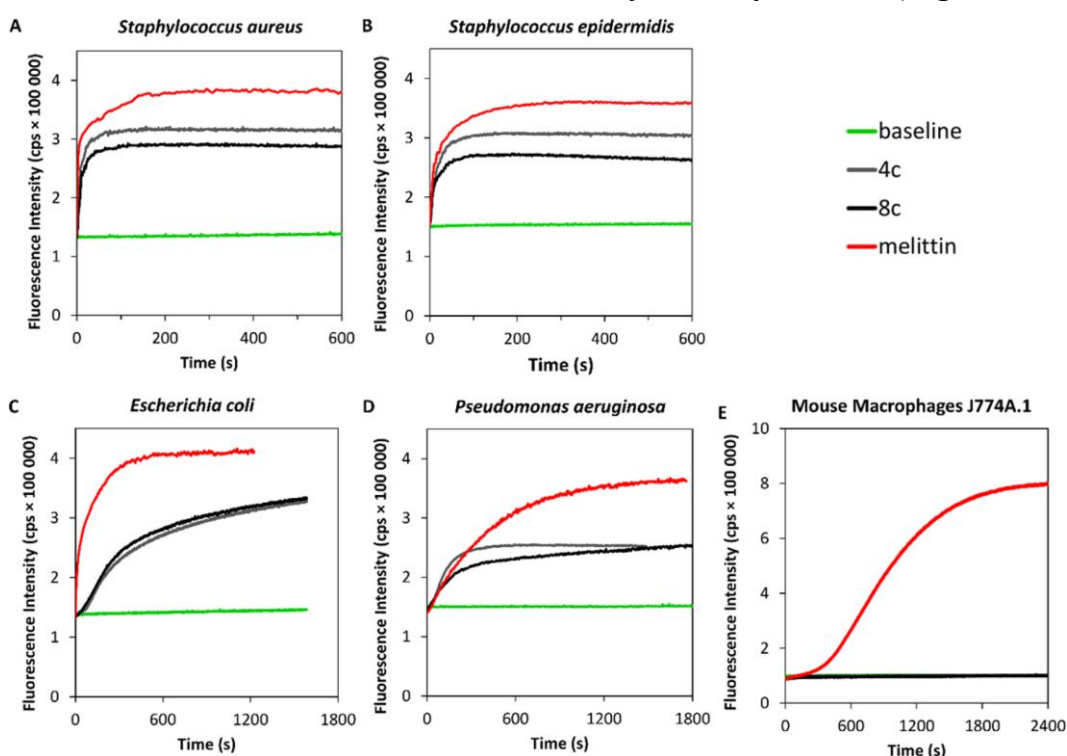 A
Staphylococcus aureus
Fluorescence Intensity (cps × 100 000)
4
3
2
1
0
0 200 400 600
Time (s)
B
Staphylococcus epidermidis
Fluorescence Intensity (cps × 100 000)
4
3
2
1
0
0 200 400 600
Time (s)
baseline
4c
8c
melittin
C
Escherichia coli
Fluorescence Intensity (cps × 100 000)
4
3
2
1
0
0 600 1200 1800
Time (s)
D
Pseudomonas aeruginosa
Fluorescence Intensity (cps × 100 000)
4
3
2
1
0
0 600 1200 1800
Time (s)
E
Mouse Macrophages J774A.1
Fluorescence Intensity (cps × 100 000)
10
8
6
4
2
0
0 600 1200 1800 2400
Time (s)